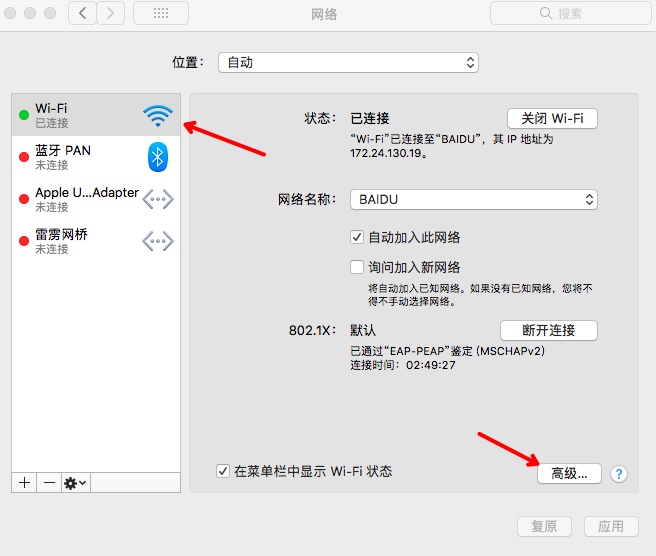 网络
搜索
位置：
自动
Wi-Fi
已连接
蓝牙 PAN
未连接
Apple U...Adapter
未连接
雷雳网桥
未连接
状态：
已连接
关闭 Wi-Fi
“Wi-Fi”已连接至“BAIDU”，其 IP 地址为
172.24.130.19。
网络名称：
BAIDU
自动加入此网络
询问加入新网络
将自动加入已知网络。如果没有已知网络，您将不
得不手动选择网络。
802.1X：
默认
断开连接
已通过“EAP-PEAP”鉴定 (MSCHAPv2)
连接时间：02:49:27
在菜单栏中显示 Wi-Fi 状态
高级...
?
复原
应用